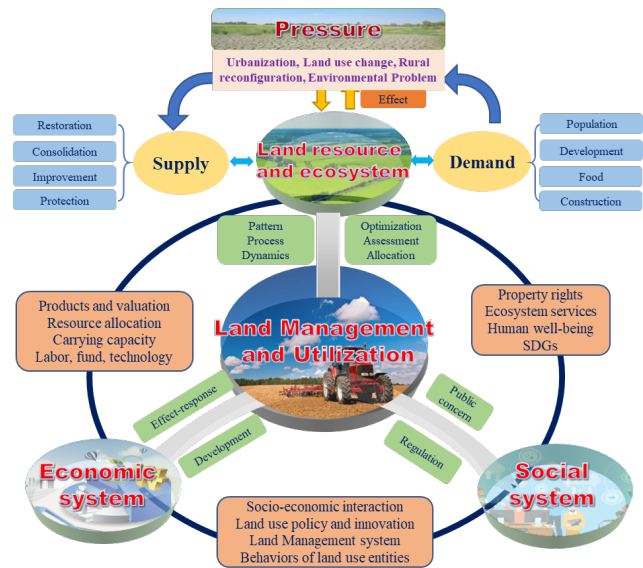 Pressure
Urbanization, Land use change, Rural
reconfiguration, Environmental Problem
Effect
Restoration
Consolidation
Improvement
Protection
Supply
Land resource
and ecosystem
Demand
Population
Development
Food
Construction
Pattern
Process
Dynamics
Optimization
Assessment
Allocation
Products and valuation
Resource allocation
Carrying capacity
Labor, fund, technology
Property rights
Ecosystem services
Human well-being
SDGs
Land Management
and Utilization
Effect-response
Development
Public
concern
Regulation
Economic
system
Social
system
Socio-economic interaction
Land use policy and innovation
Land Management system
Behaviors of land use entities